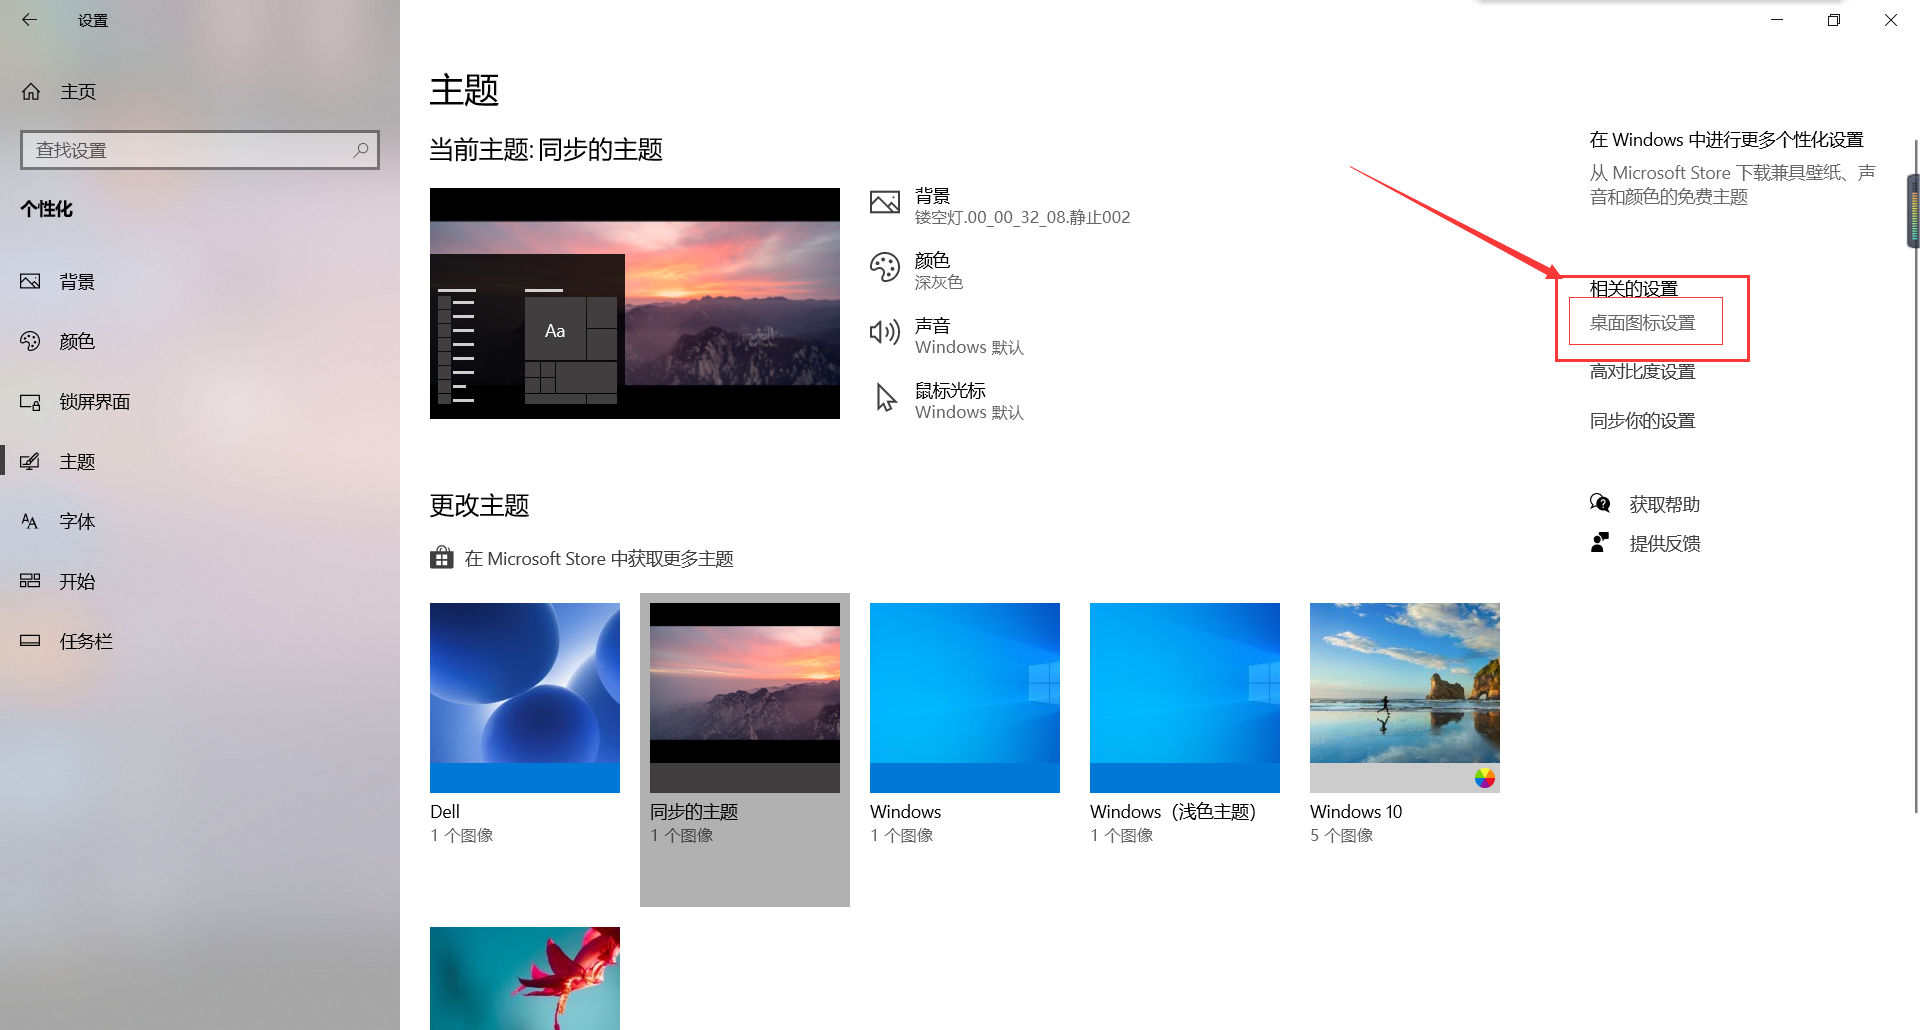 设置
主页
查找设置
个性化
背景
颜色
锁屏界面
主题
字体
开始
任务栏
主题
当前主题: 同步的主题
Aa
背景
镂空灯.00_00_32_08.静止002
颜色
深灰色
声音
Windows 默认
鼠标光标
Windows 默认
更改主题
在 Microsoft Store 中获取更多主题
Dell
1 个图像
同步的主题
1 个图像
Windows
1 个图像
Windows（浅色主题）
1 个图像
Windows 10
5 个图像
在 Windows 中进行更多个性化设置
从 Microsoft Store 下载兼具壁纸、声
音和颜色的免费主题
相关的设置
桌面图标设置
高对比度设置
同步你的设置
获取帮助
提供反馈